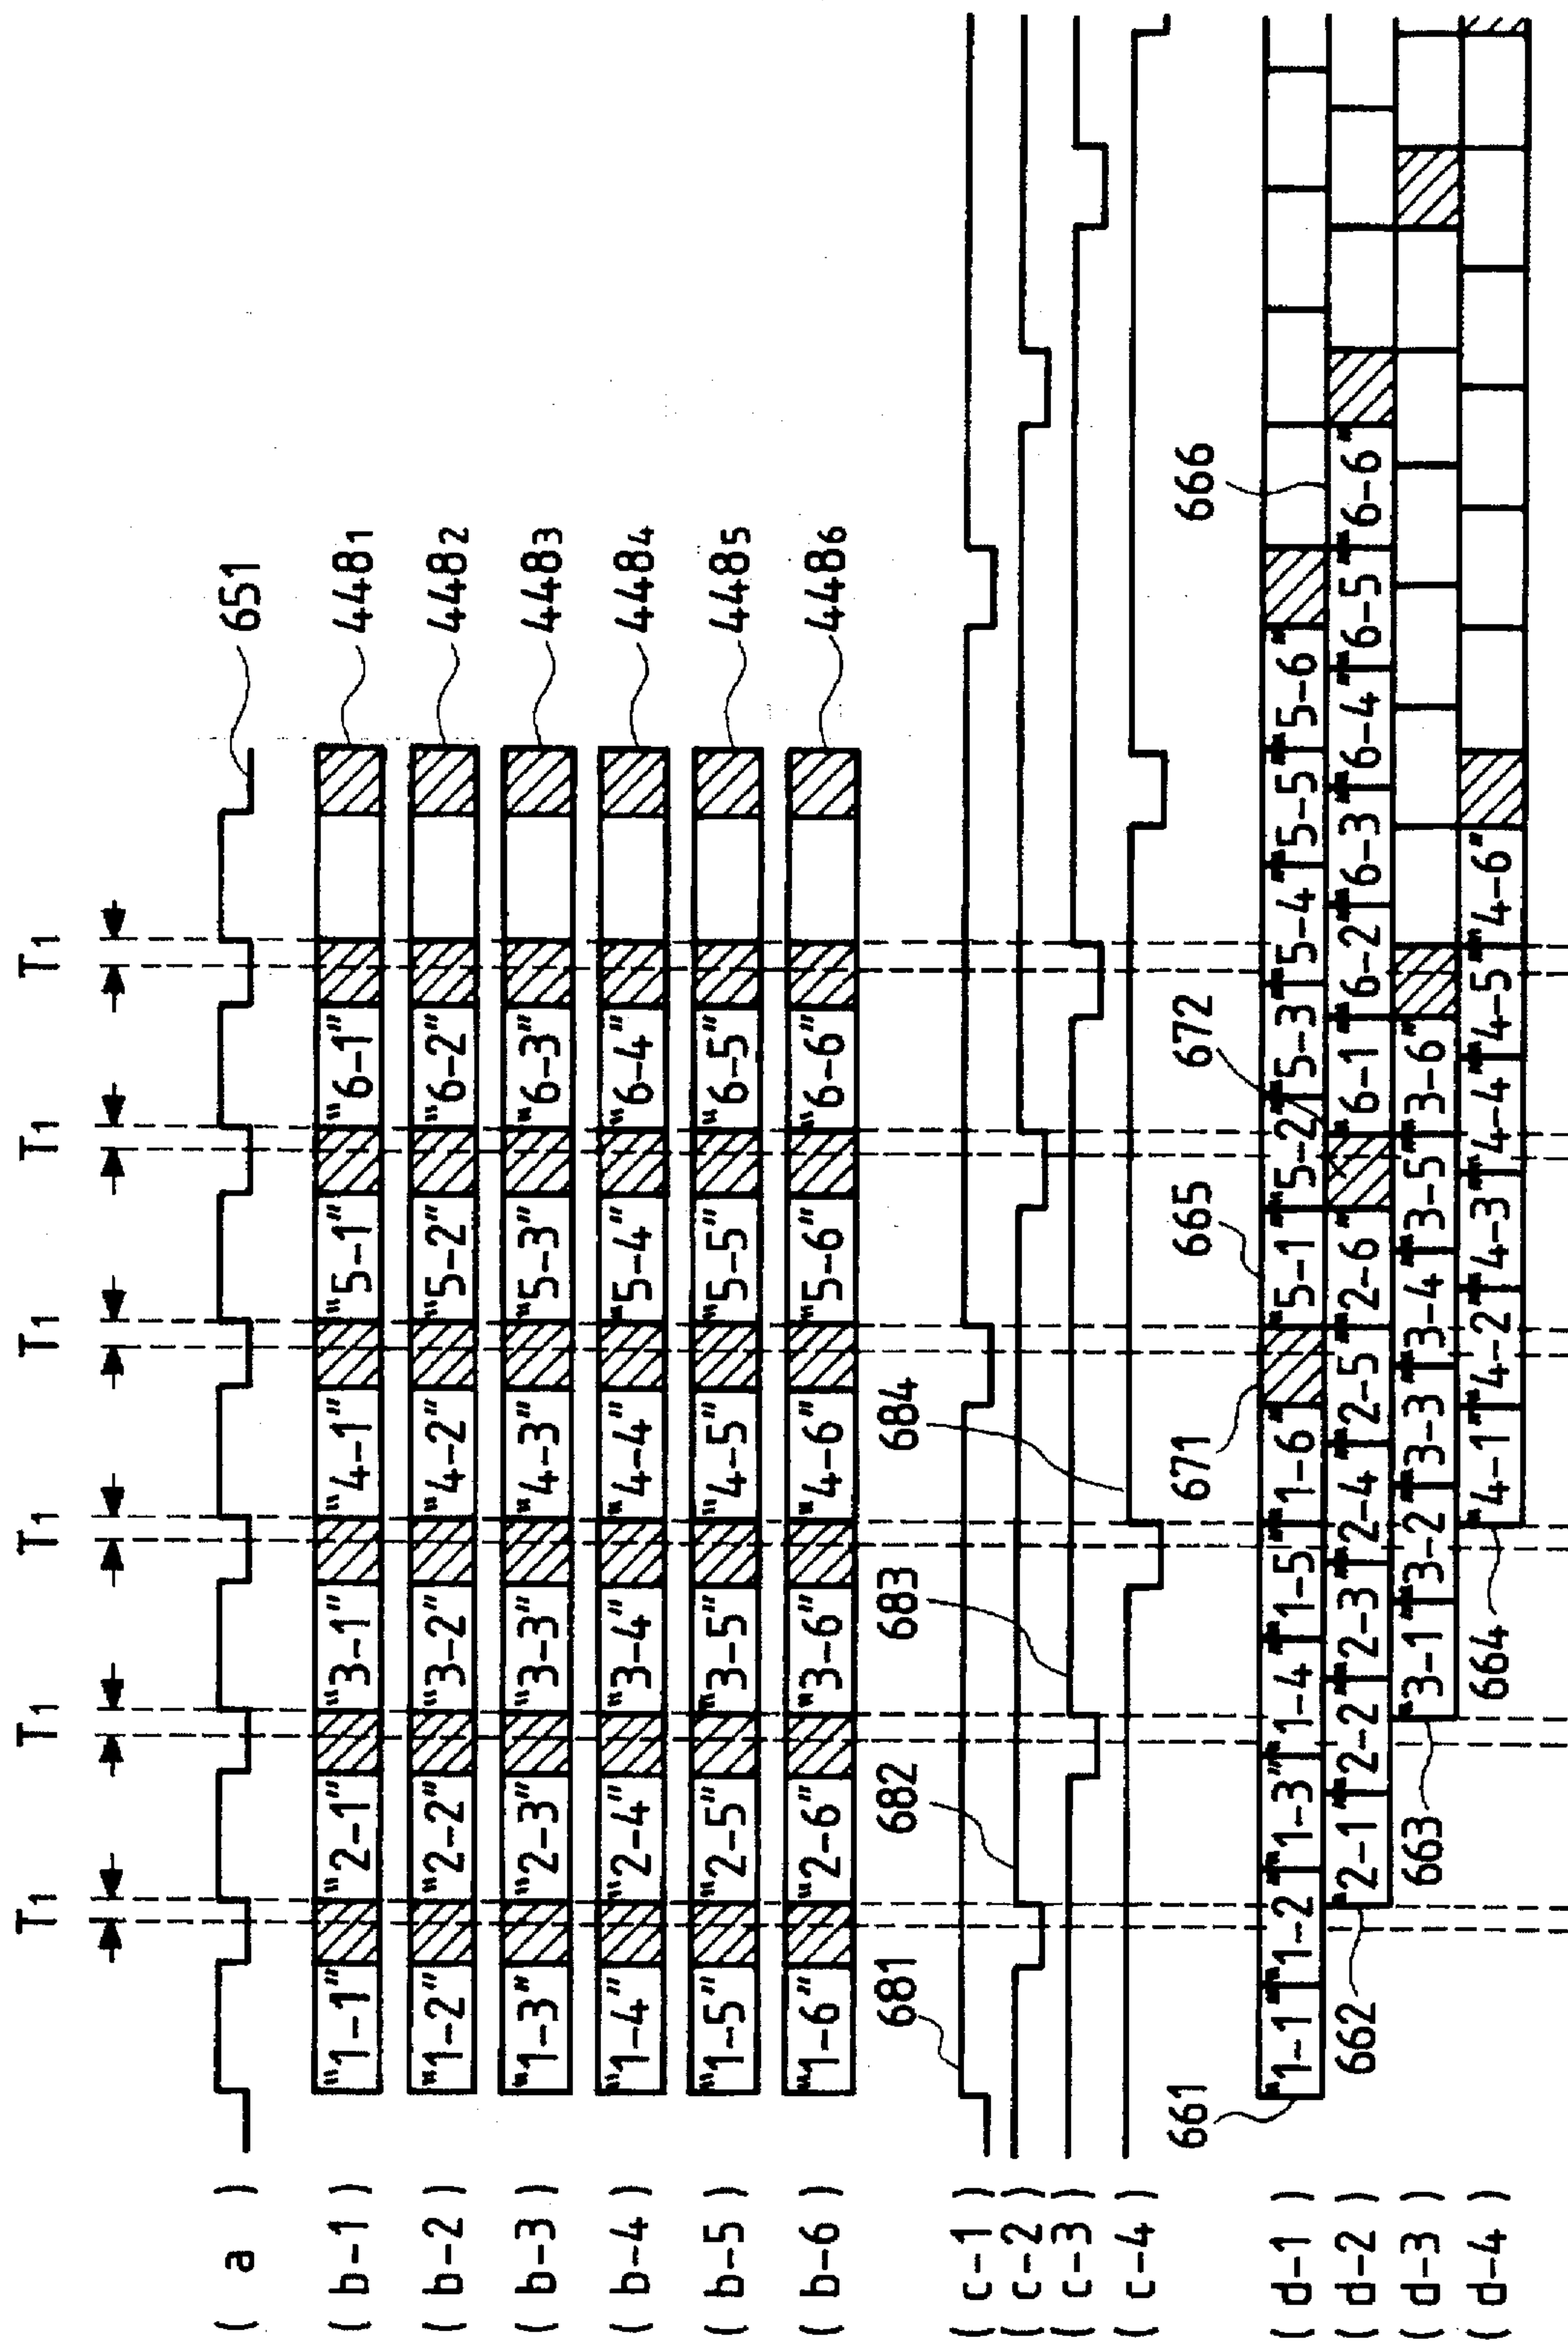 T1 T1 T1 T1 T1 T1
( a ) 651
( b-1 ) "1-1" "2-1" "3-1" "4-1" "5-1" "6-1" 4481
( b-2 ) "1-2" "2-2" "3-2" "4-2" "5-2" "6-2" 4482
( b-3 ) "1-3" "2-3" "3-3" "4-3" "5-3" "6-3" 4483
( b-4 ) "1-4" "2-4" "3-4" "4-4" "5-4" "6-4" 4484
( b-5 ) "1-5" "2-5" "3-5" "4-5" "5-5" "6-5" 4485
( b-6 ) "1-6" "2-6" "3-6" "4-6" "5-6" "6-6" 4486
681 682 683 684
( c-1 )
( c-2 )
( c-3 )
( c-4 )
661 671 665 672 666
( d-1 ) "1-1" "1-2" "1-3" "1-4" "1-5" "1-6" "5-1" "5-2" "5-3" "5-4" "5-5" "5-6"
( d-2 ) "2-1" "2-2" "2-3" "2-4" "2-5" "2-6" "6-1" "6-2" "6-3" "6-4" "6-5" "6-6"
662
( d-3 ) "3-1" "3-2" "3-3" "3-4" "3-5" "3-6"
663
( d-4 ) "4-1" "4-2" "4-3" "4-4" "4-5" "4-6"
664